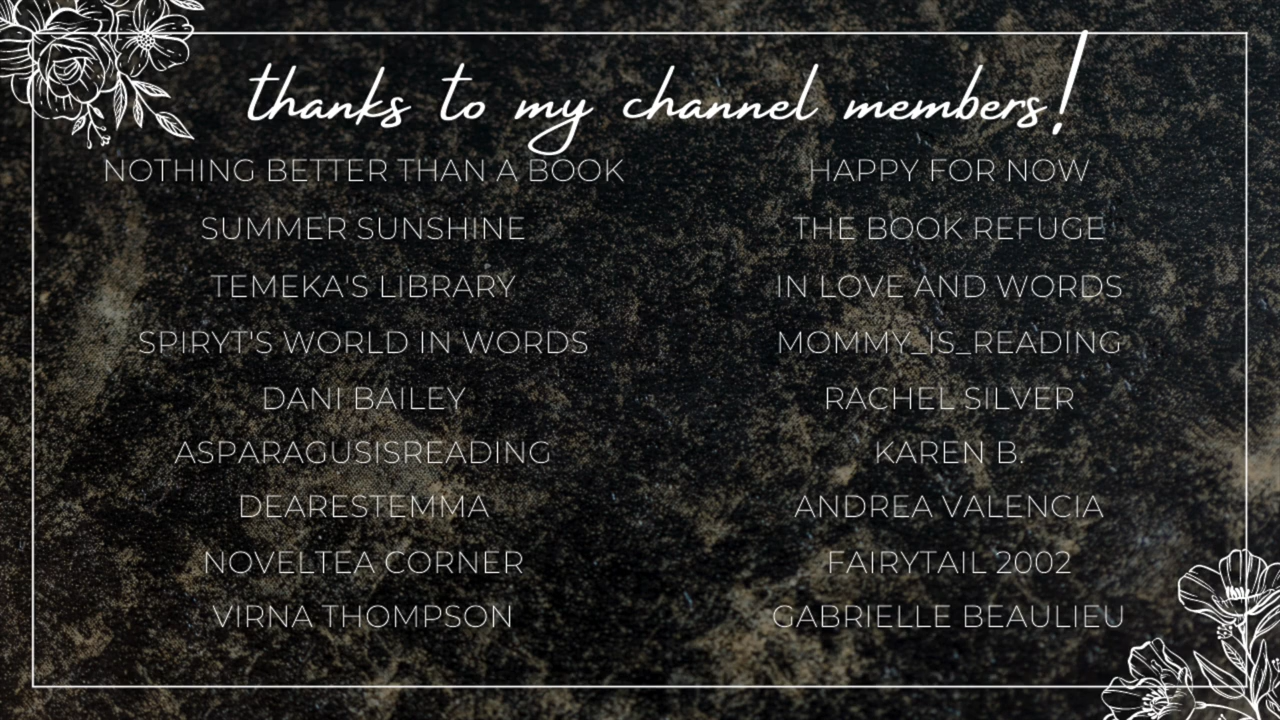 thanks to my channel members!
NOTHING BETTER THAN A BOOK
SUMMER SUNSHINE
TEMEKA'S LIBRARY
SPIRYT'S WORLD IN WORDS
DANI BAILEY
ASPARAGUSISREADING
DEARESTEMMA
NOVELTEA CORNER
VIRNA THOMPSON
HAPPY FOR NOW
THE BOOK REFUGE
IN LOVE AND WORDS
MOMMY_IS_READING
RACHEL SILVER
KAREN B.
ANDREA VALENCIA
FAIRYTAIL 2002
GABRIELLE BEAULIEU